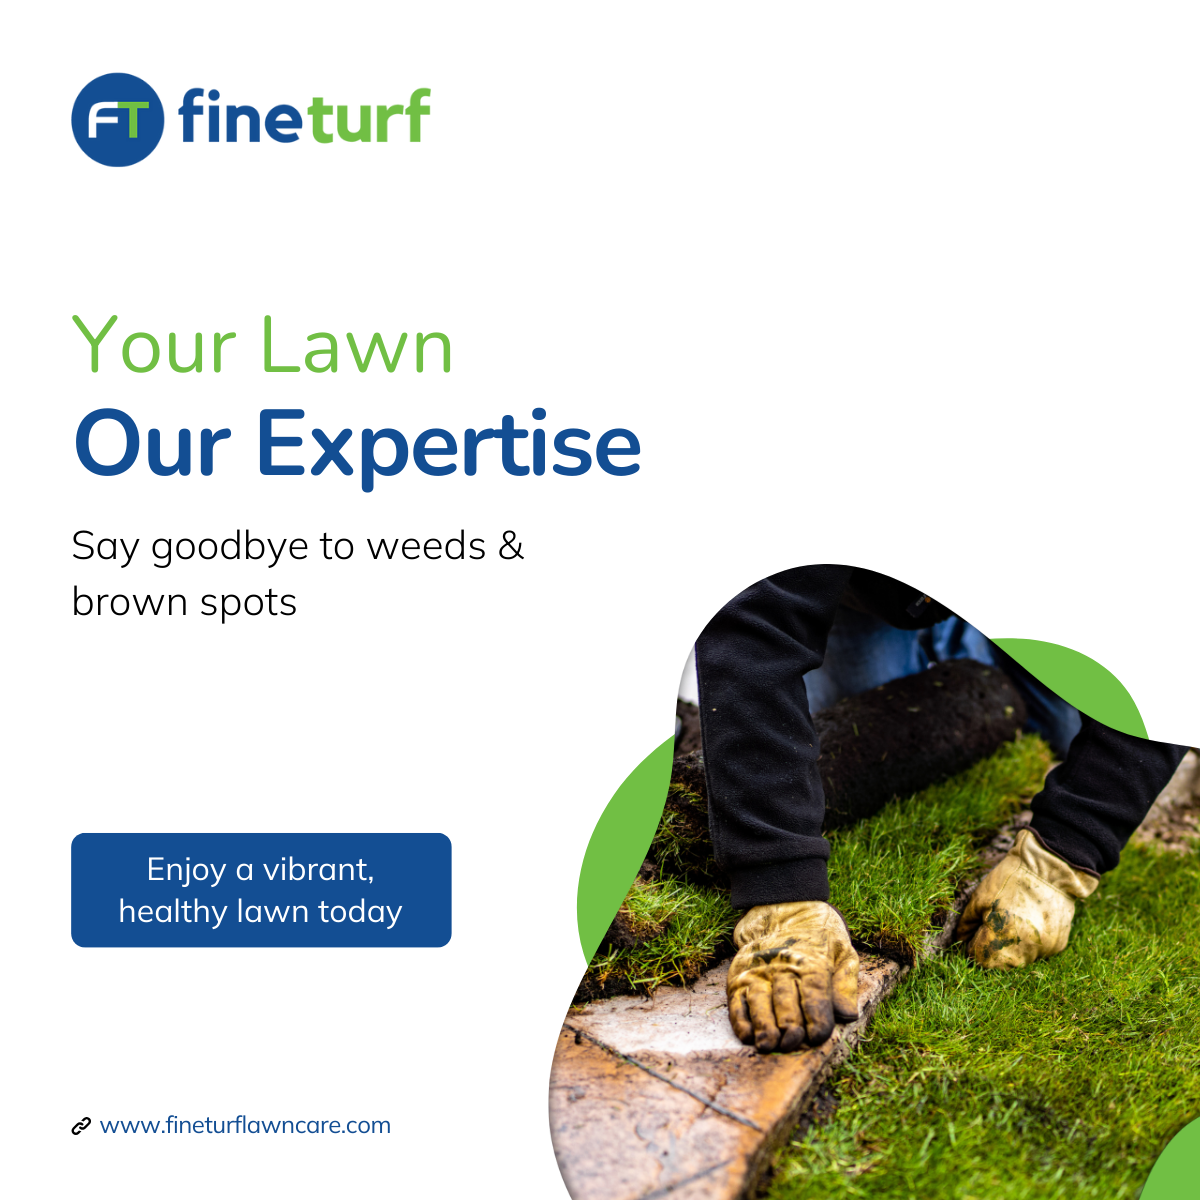 FT fineturf
Your Lawn
Our Expertise
Say goodbye to weeds &
brown spots
Enjoy a vibrant,
healthy lawn today
www.fineturflawncare.com